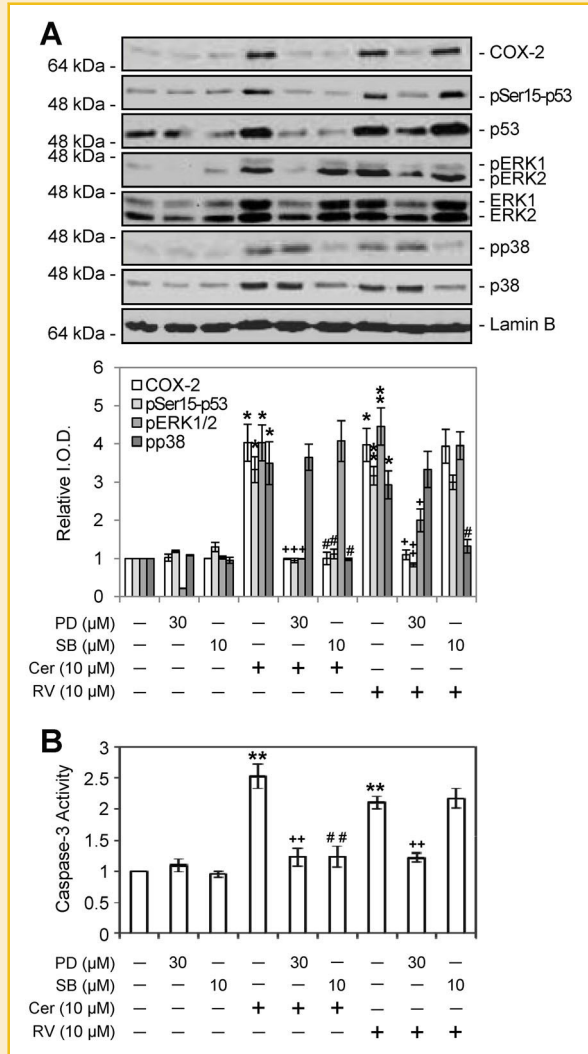 A
64 kDa -
- COX-2
48 kDa -
- pSer15-p53
48 kDa -
- p53
48 kDa -
- pERK1
- pERK2
48 kDa -
- ERK1
- ERK2
48 kDa -
- pp38
48 kDa -
- p38
64 kDa -
- Lamin B
Relative I.O.D.
6
5
4
3
2
1
0
COX-2
pSer15-p53
pERK1/2
pp38
* * * *
+++
## #
* ** ** *
+ ++ +
#
PD (µM) — 30 — — 30 — — 30 —
SB (µM) — — 10 — — 10 — — 10
Cer (10 µM) — — — + + + — — —
RV (10 µM) — — — — — — + + +
B
Caspase-3 Activity
3
2.5
2
1.5
1
0.5
0
** ++ ## ** ++
PD (µM) — 30 — — 30 — — 30 —
SB (µM) — — 10 — — 10 — — 10
Cer (10 µM) — — — + + + — — —
RV (10 µM) — — — — — — + + +